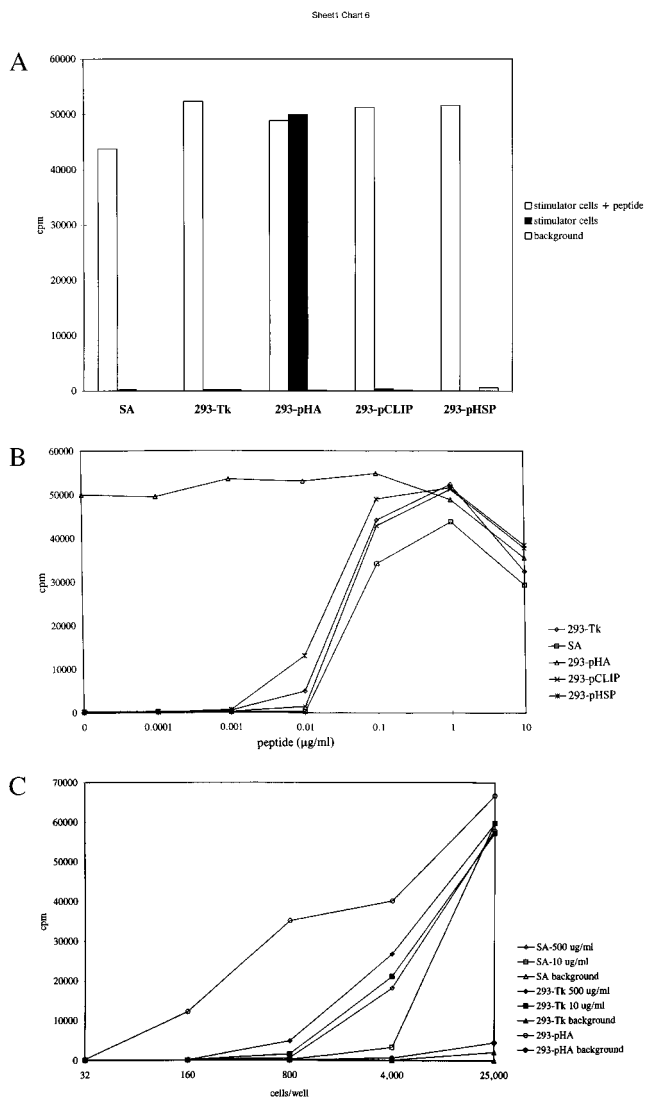 Sheet1 Chart 6
A
60000
50000
40000
30000
20000
10000
0
cpm
SA 293-Tk 293-pHA 293-pCLIP 293-pHSP
stimulator cells + peptide
stimulator cells
background
B
60000
50000
40000
30000
20000
10000
0
cpm
0 0.0001 0.001 0.01 0.1 1 10
peptide (µg/ml)
293-Tk
SA
293-pHA
293-pCLIP
293-pHSP
C
70000
60000
50000
40000
30000
20000
10000
0
cpm
32 160 800 4,000 25,000
cells/well
SA-500 ug/ml
SA-10 ug/ml
SA background
293-Tk 500 ug/ml
293-Tk 10 ug/ml
293-Tk background
293-pHA
293-pHA background